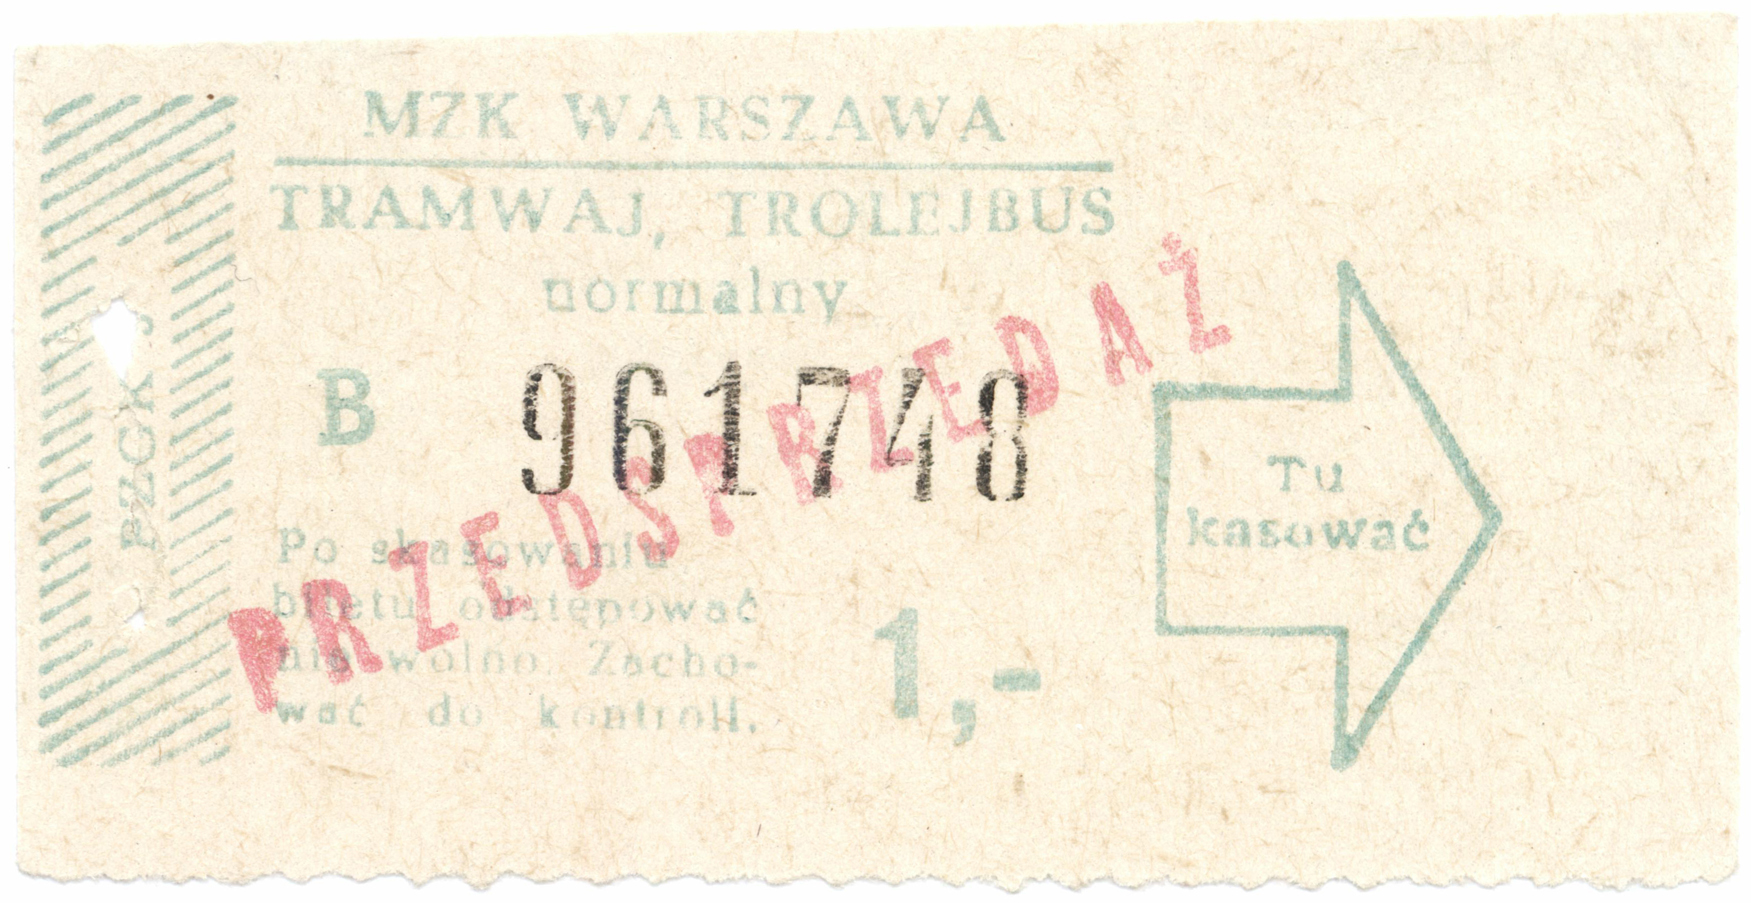 MZK WARSZAWA
TRAMWAJ, TROLEJBUS
normalny
B 961748
PRZEDSPRZEDAŻ
Po skasowaniu
biletu odstępować
nie wolno. Zacho-
wać do kontroli.
1,-
Tu
kasować